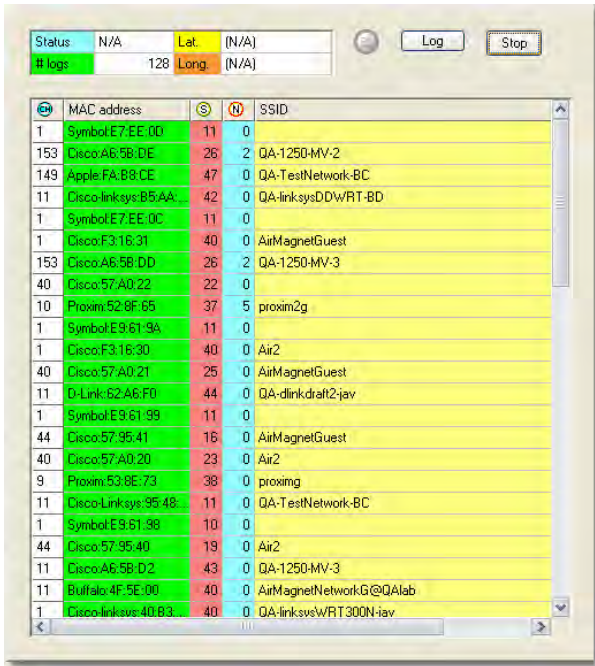 Status N/A Lat. (N/A) Log Stop
# logs 128 Long. (N/A)
CH MAC address S N SSID
1 Symbol:E7:EE:0D 11 0
153 Cisco:A6:5B:DE 26 2 QA-1250-MV-2
149 Apple:FA:B8:CE 47 0 QA-TestNetwork-BC
11 Cisco-linksys:B5:AA:... 42 0 QA-linksysDDWRT-BD
1 Symbol:E7:EE:0C 11 0
1 Cisco:F3:16:31 40 0 AirMagnetGuest
153 Cisco:A6:5B:DD 26 2 QA-1250-MV-3
40 Cisco:57:A0:22 22 0
10 Proxim:52:8F:65 37 5 proxim2g
1 Symbol:E9:61:9A 11 0
1 Cisco:F3:16:30 40 0 Air2
40 Cisco:57:A0:21 25 0 AirMagnetGuest
11 D-Link:62:A6:F0 44 0 QA-dlinkdraft2-jav
1 Symbol:E9:61:99 11 0
44 Cisco:57:95:41 16 0 AirMagnetGuest
40 Cisco:57:A0:20 23 0 Air2
9 Proxim:53:8E:73 38 0 proximg
11 Cisco-Linksys:95:48:... 11 0 QA-TestNetwork-BC
1 Symbol:E9:61:98 10 0
44 Cisco:57:95:40 19 0 Air2
11 Cisco:A6:5B:D2 43 0 QA-1250-MV-3
11 Buffalo:4F:5E:00 40 0 AirMagnetNetworkG@QAlab
1 Cisco-linksys:40:B3:... 40 0 QA-linksysWRT300N-jav